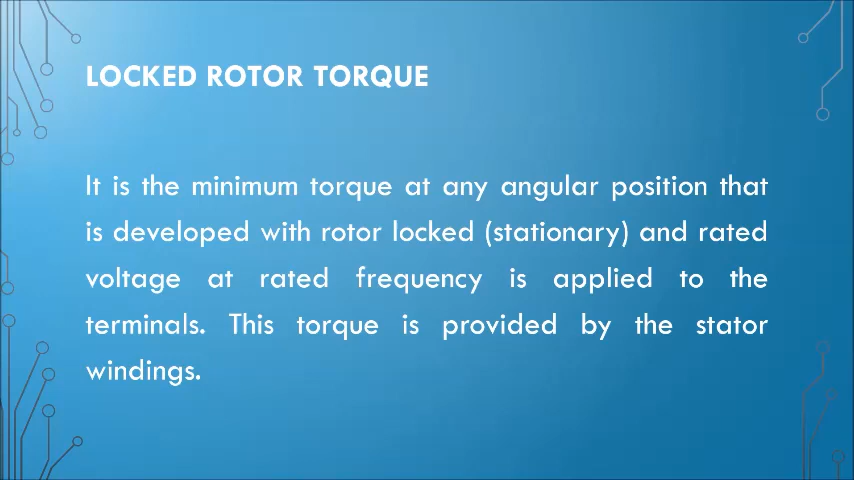 LOCKED ROTOR TORQUE
It is the minimum torque at any angular position that
is developed with rotor locked (stationary) and rated
voltage at rated frequency is applied to the
terminals. This torque is provided by the stator
windings.